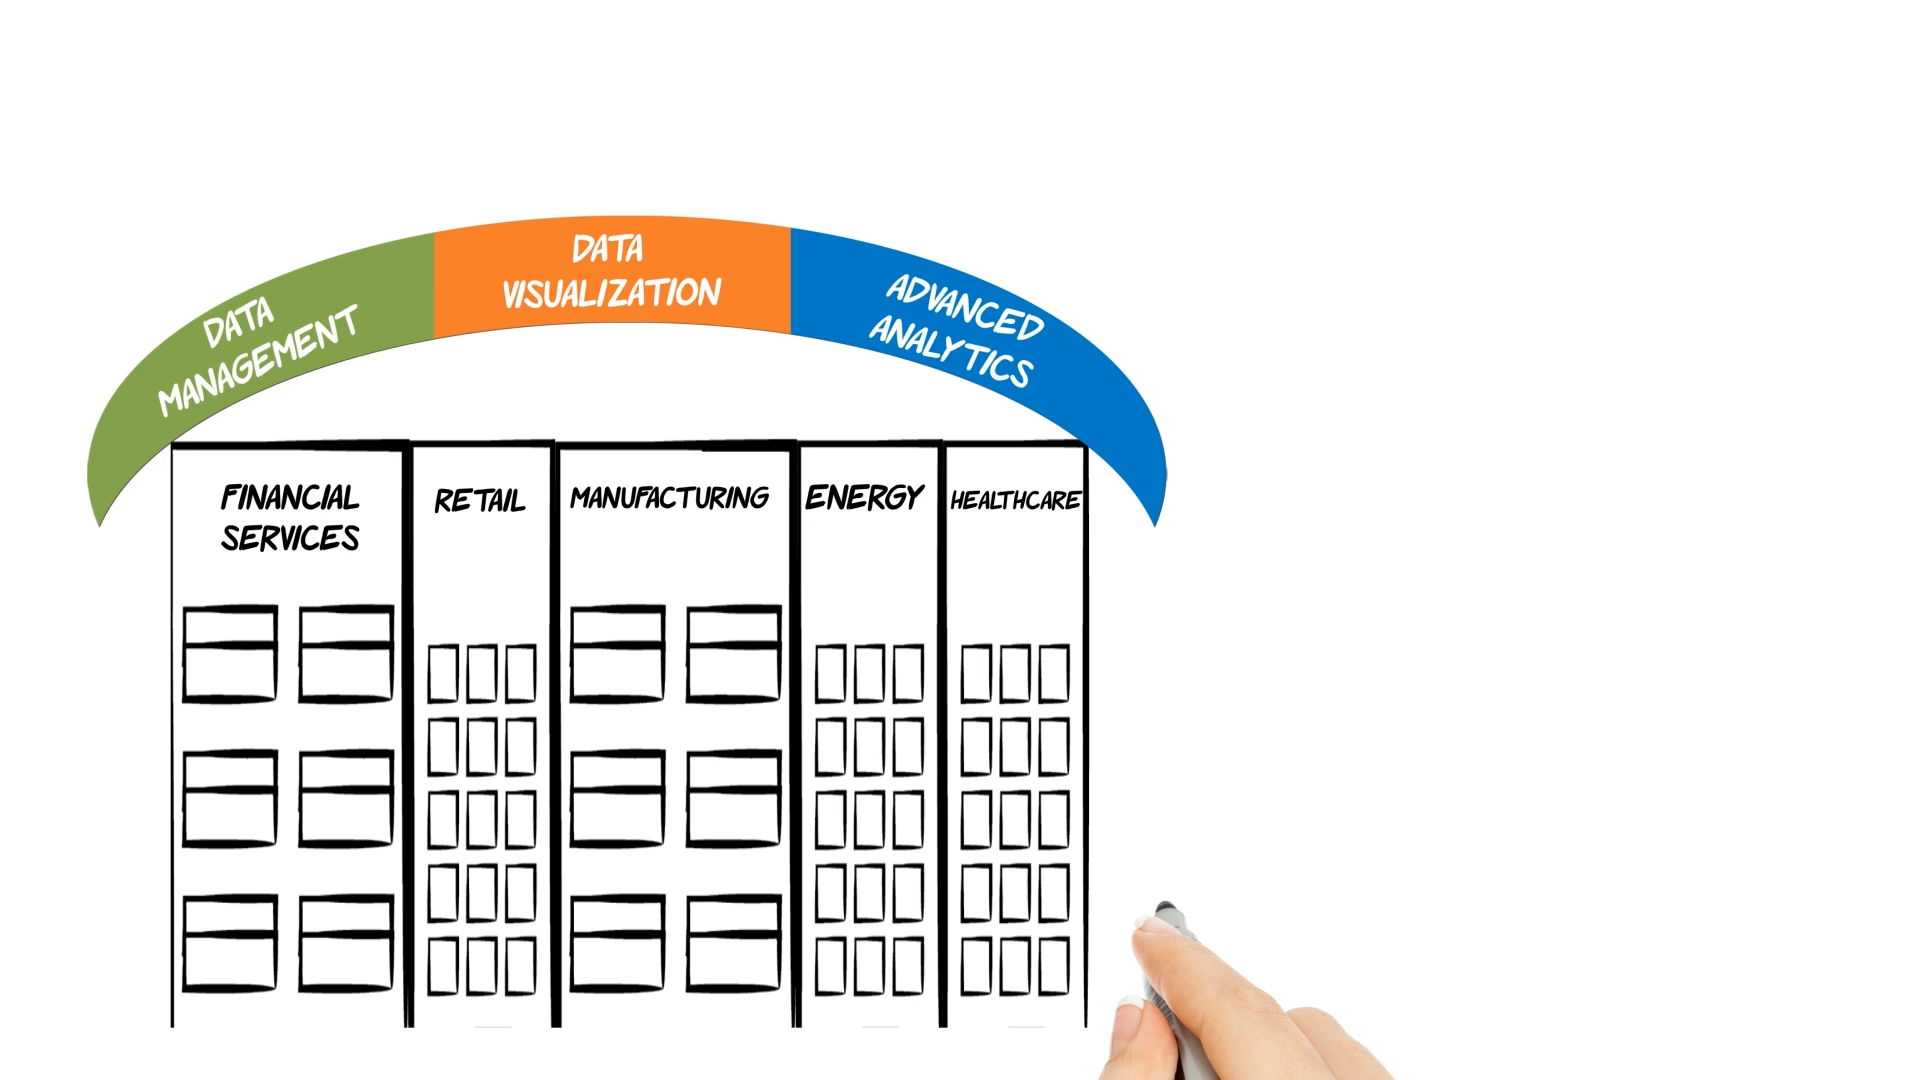 DATA
MANAGEMENT
DATA
VISUALIZATION
ADVANCED
ANALYTICS
FINANCIAL
SERVICES
RETAIL
MANUFACTURING
ENERGY
HEALTHCARE